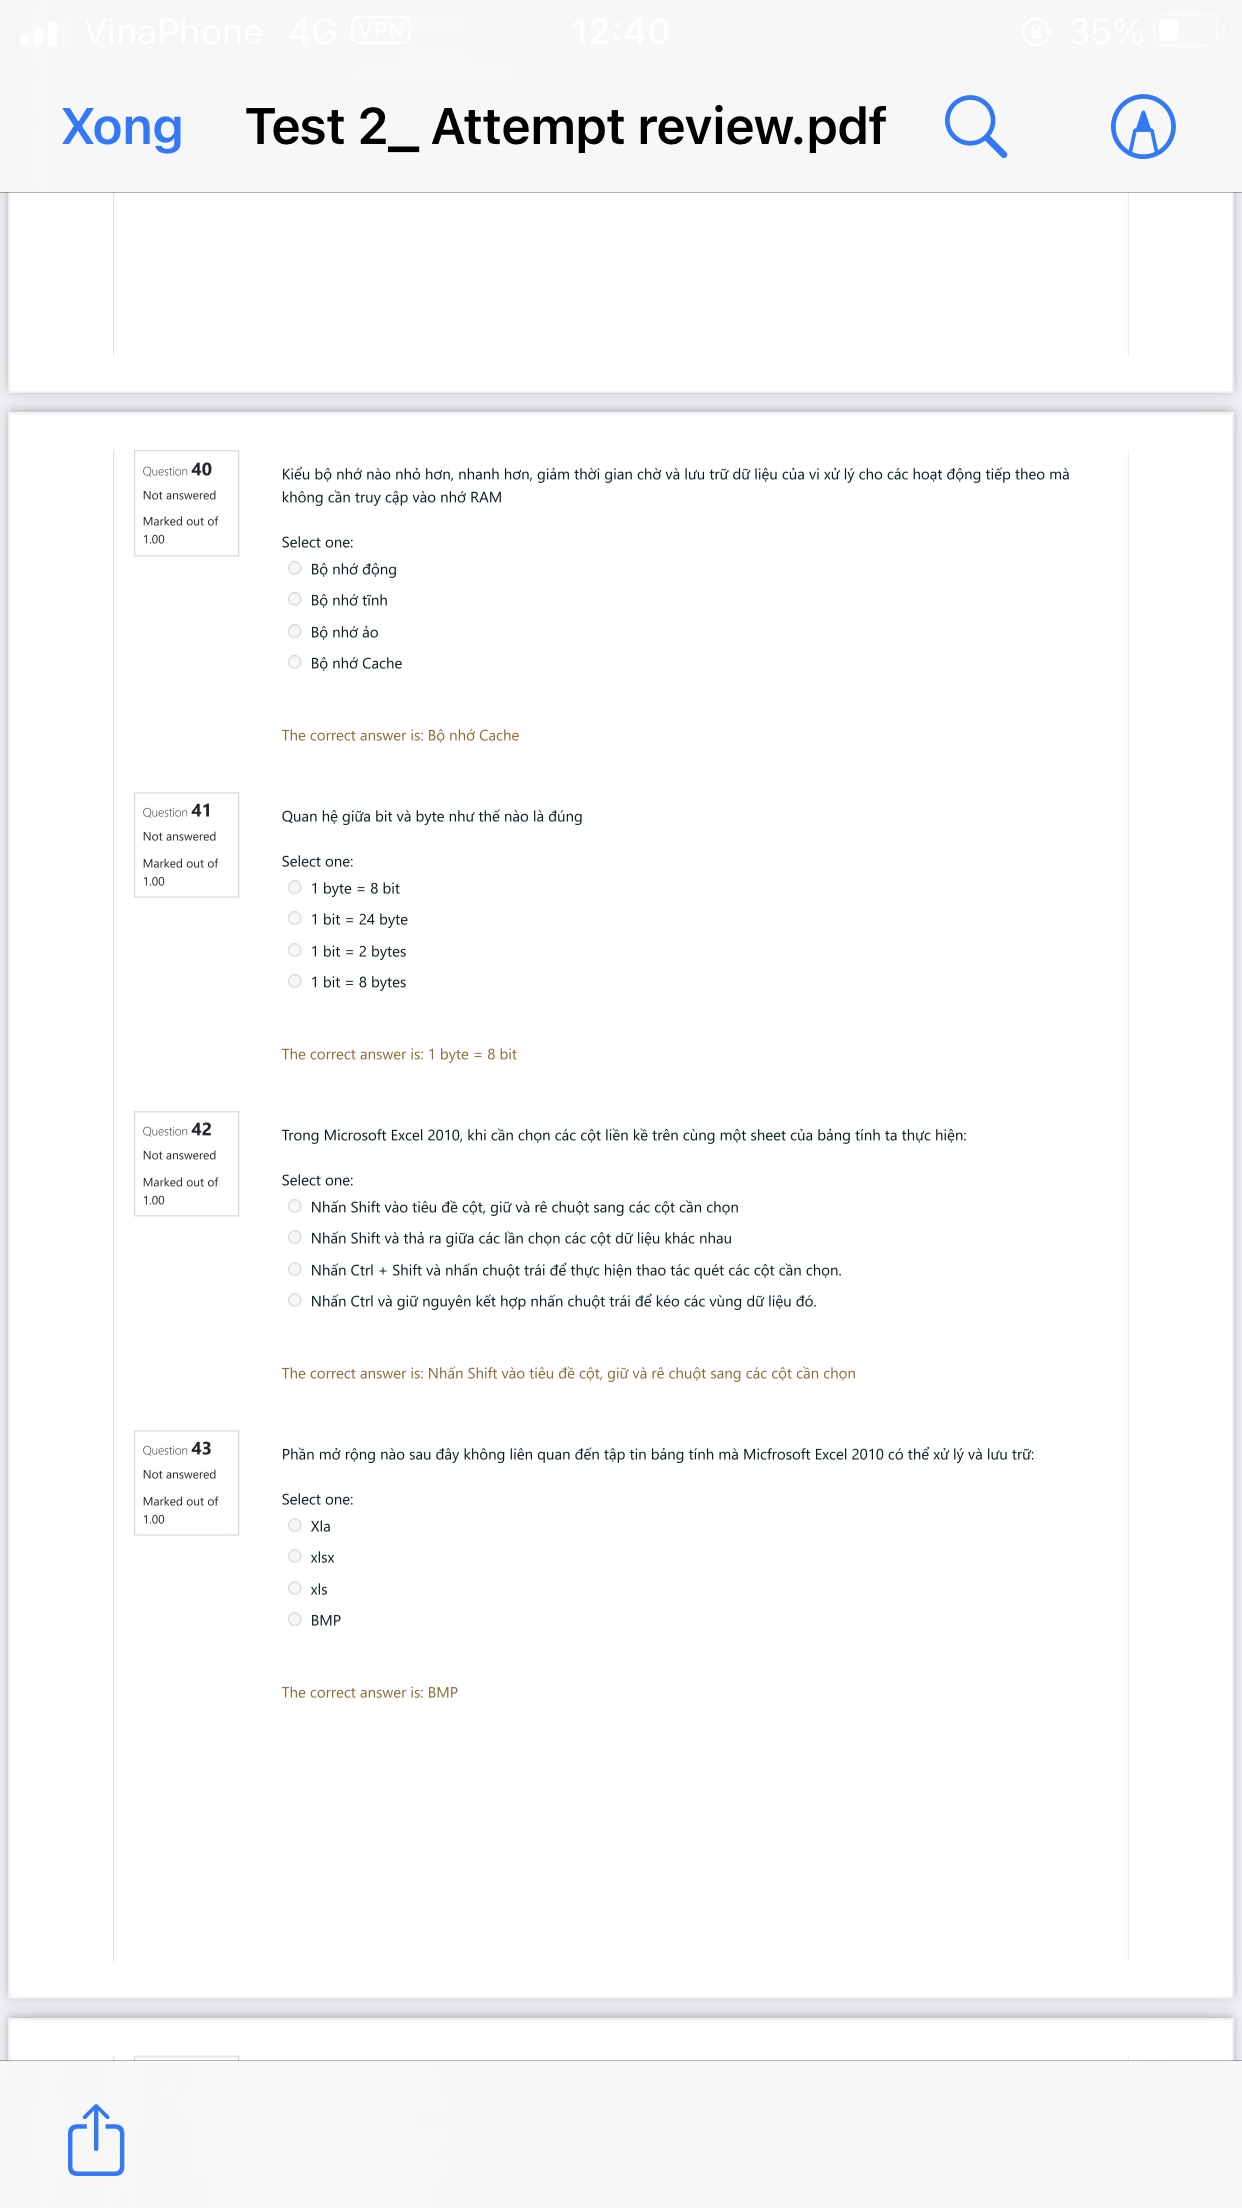 VinaPhone 4G VPN 12:40 35%
Xong Test 2_ Attempt review.pdf
Question 40
Not answered
Marked out of
1.00
Kiểu bộ nhớ nào nhỏ hơn, nhanh hơn, giảm thời gian chờ và lưu trữ dữ liệu của vi xử lý cho các hoạt động tiếp theo mà
không cần truy cập vào nhớ RAM
Select one:
Bộ nhớ động
Bộ nhớ tĩnh
Bộ nhớ ảo
Bộ nhớ Cache
The correct answer is: Bộ nhớ Cache
Question 41
Not answered
Marked out of
1.00
Quan hệ giữa bit và byte như thế nào là đúng
Select one:
1 byte = 8 bit
1 bit = 24 byte
1 bit = 2 bytes
1 bit = 8 bytes
The correct answer is: 1 byte = 8 bit
Question 42
Not answered
Marked out of
1.00
Trong Microsoft Excel 2010, khi cần chọn các cột liền kề trên cùng một sheet của bảng tính ta thực hiện:
Select one:
Nhấn Shift vào tiêu đề cột, giữ và rê chuột sang các cột cần chọn
Nhấn Shift và thả ra giữa các lần chọn các cột dữ liệu khác nhau
Nhấn Ctrl + Shift và nhấn chuột trái để thực hiện thao tác quét các cột cần chọn.
Nhấn Ctrl và giữ nguyên kết hợp nhấn chuột trái để kéo các vùng dữ liệu đó.
The correct answer is: Nhấn Shift vào tiêu đề cột, giữ và rê chuột sang các cột cần chọn
Question 43
Not answered
Marked out of
1.00
Phần mở rộng nào sau đây không liên quan đến tập tin bảng tính mà Micfrosoft Excel 2010 có thể xử lý và lưu trữ:
Select one:
Xla
xlsx
xls
BMP
The correct answer is: BMP